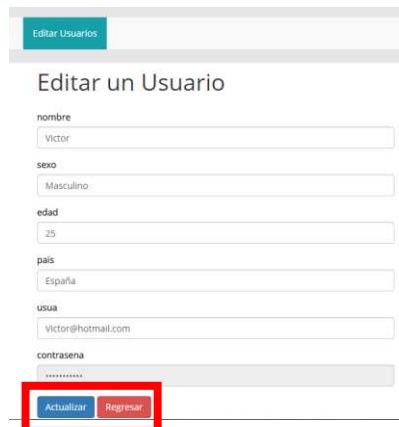 Editar Usuarios
Editar un Usuario
nombre
Victor
sexo
Masculino
edad
25
pais
España
usua
Victor@hotmail.com
contrasena
...........
Actualizar Regresar